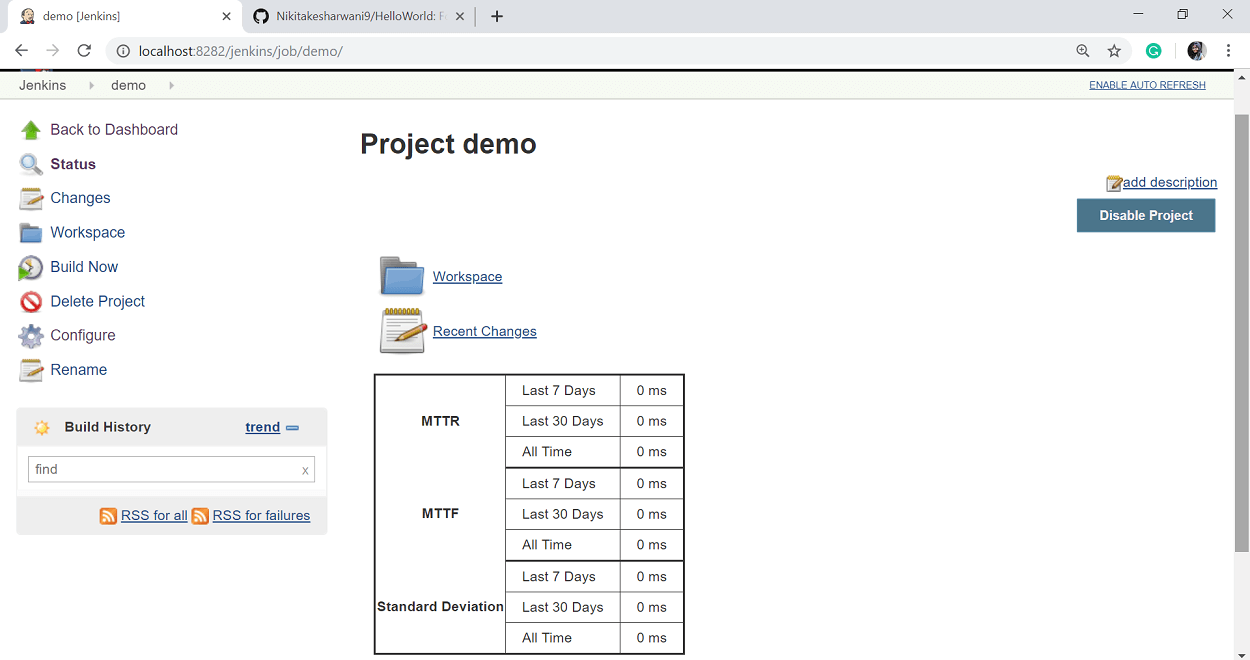 demo [Jenkins]
Nikitakesharwani9/HelloWorld:
localhost:8282/jenkins/job/demo/
Jenkins
demo
ENABLE AUTO REFRESH
Back to Dashboard
Status
Changes
Workspace
Build Now
Delete Project
Configure
Rename
Build History
trend
find
x
RSS for all
RSS for failures
Project demo
add description
Disable Project
Workspace
Recent Changes
MTTR
Last 7 Days 0 ms
Last 30 Days 0 ms
All Time 0 ms
MTTF
Last 7 Days 0 ms
Last 30 Days 0 ms
All Time 0 ms
Standard Deviation
Last 7 Days 0 ms
Last 30 Days 0 ms
All Time 0 ms